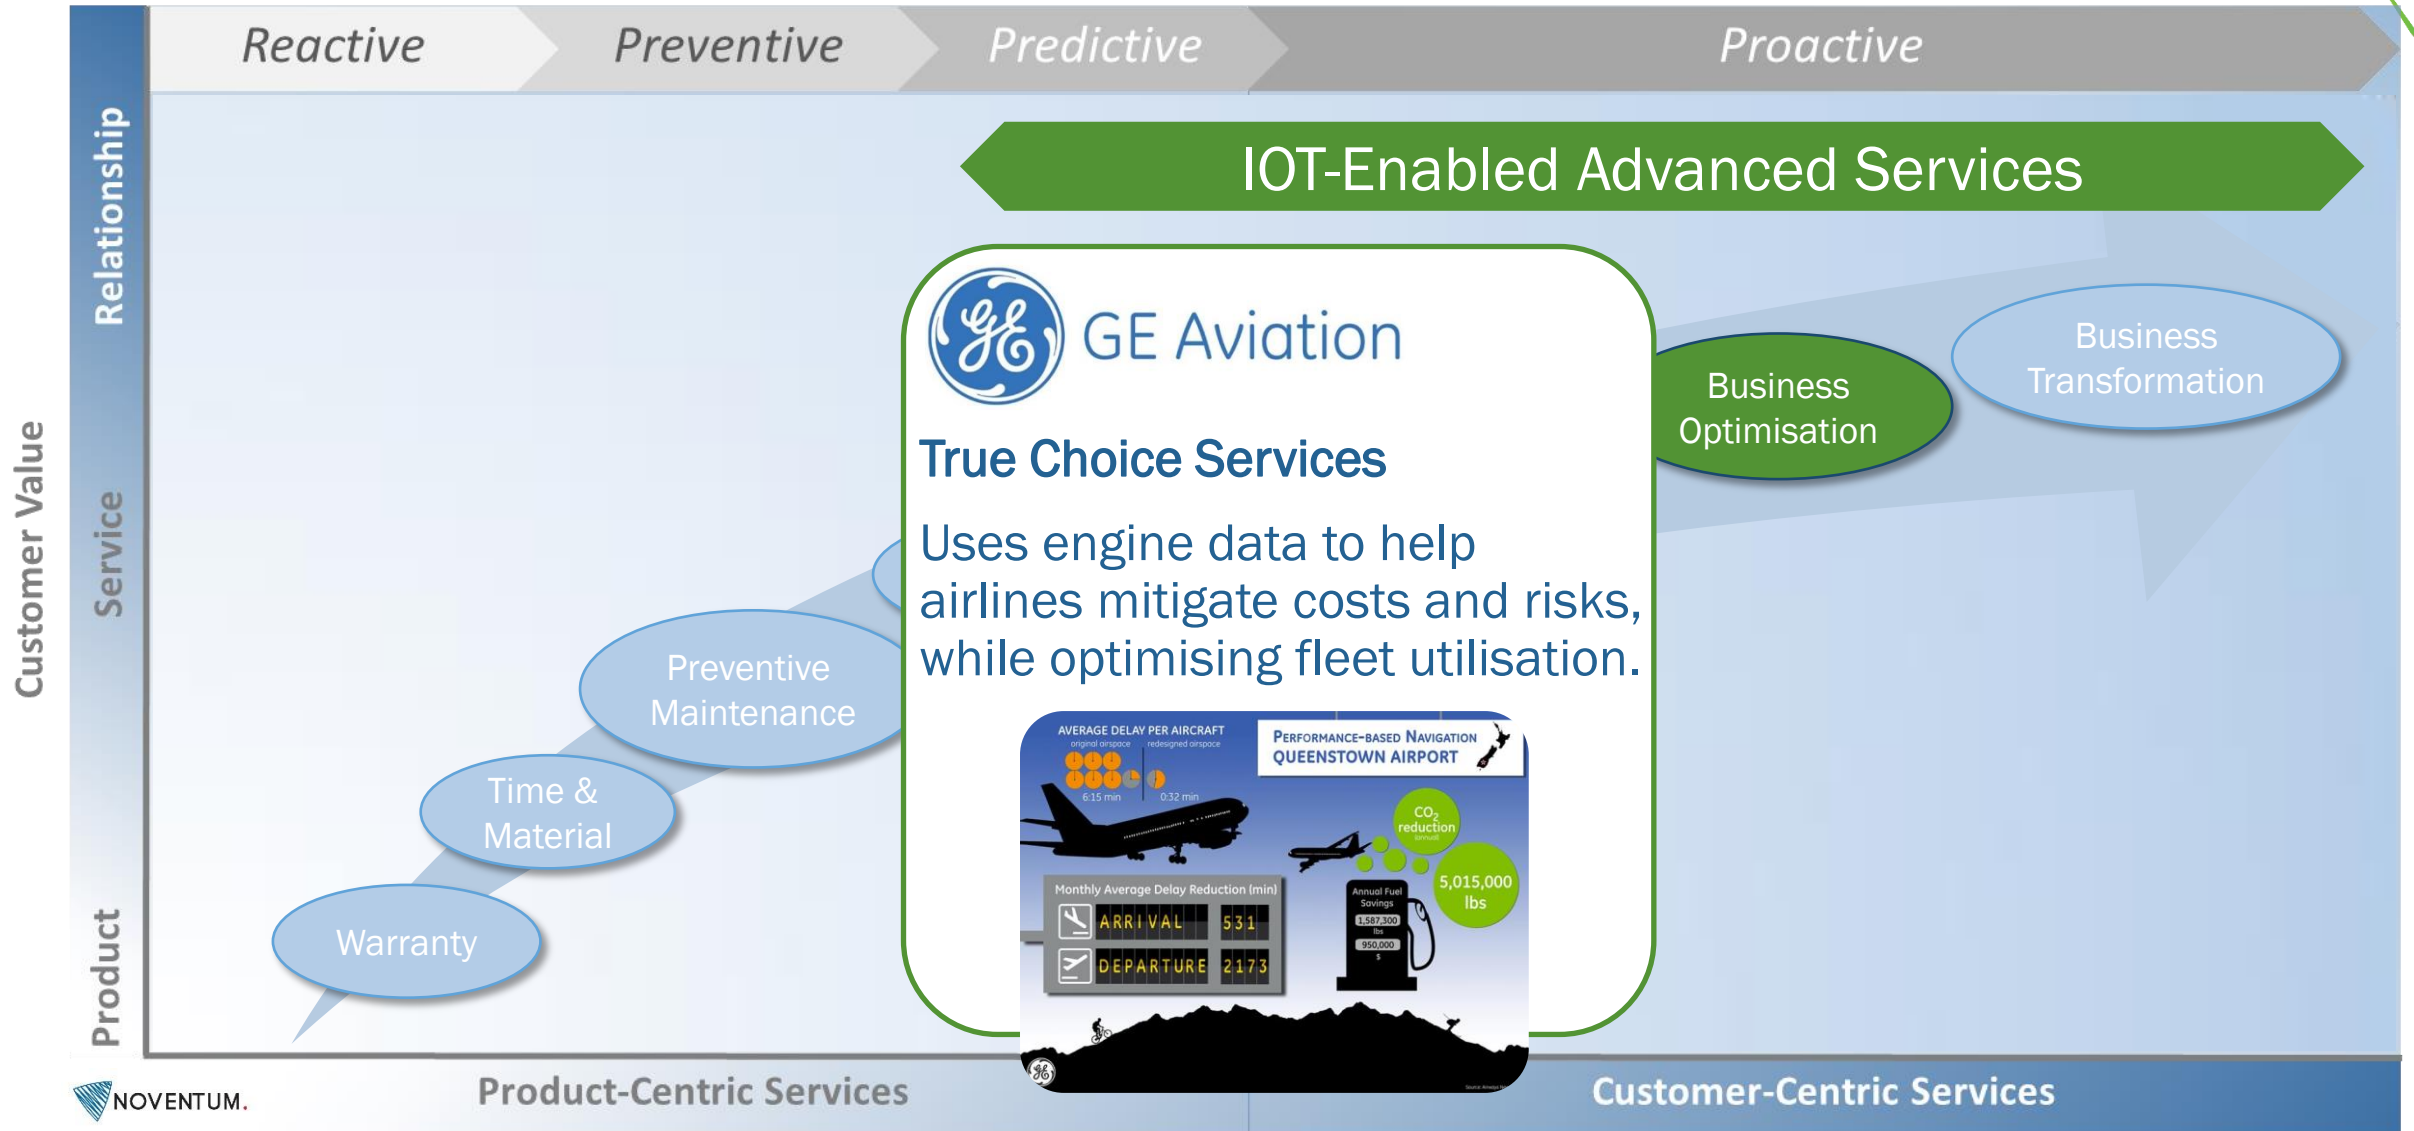 Reactive
Preventive
Predictive
Proactive
IOT-Enabled Advanced Services
Customer Value
Relationship
Service
Product
GE
GE Aviation
True Choice Services
Uses engine data to help
airlines mitigate costs and risks,
while optimising fleet utilisation.
Business
Optimisation
Business
Transformation
Preventive
Maintenance
Time &
Material
Warranty
AVERAGE DELAY PER AIRCRAFT
original airspace
redesigned airspace
6:15 min
0:32 min
PERFORMANCE-BASED NAVIGATION
QUEENSTOWN AIRPORT
CO2
reduction
(annual)
5,015,000
lbs
Monthly Average Delay Reduction (min)
ARRIVAL 531
DEPARTURE 2173
Annual Fuel
Savings
1,587,300
lbs
950,000
$
GE
NOVENTUM.
Product-Centric Services
Customer-Centric Services